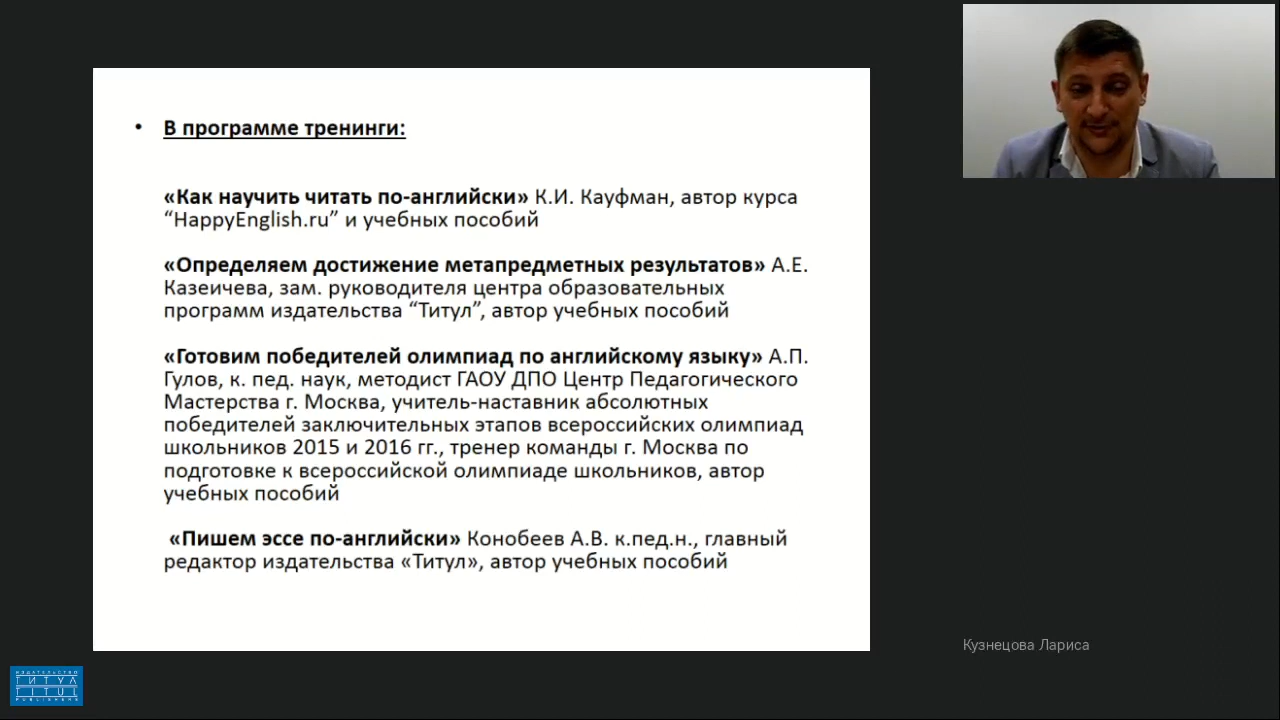 • В программе тренинги:
«Как научить читать по-английски» К.И. Кауфман, автор курса
“HappyEnglish.ru” и учебных пособий
«Определяем достижение метапредметных результатов» А.Е.
Казеичева, зам. руководителя центра образовательных
программ издательства “Титул”, автор учебных пособий
«Готовим победителей олимпиад по английскому языку» А.П.
Гулов, к. пед. наук, методист ГАОУ ДПО Центр Педагогического
Мастерства г. Москва, учитель-наставник абсолютных
победителей заключительных этапов всероссийских олимпиад
школьников 2015 и 2016 гг., тренер команды г. Москва по
подготовке к всероссийской олимпиаде школьников, автор
учебных пособий
«Пишем эссе по-английски» Конобеев А.В. к.пед.н., главный
редактор издательства «Титул», автор учебных пособий
Кузнецова Лариса
ИЗДАТЕЛЬСТВО
ТИТУЛ
TITUL
PUBLISHERS